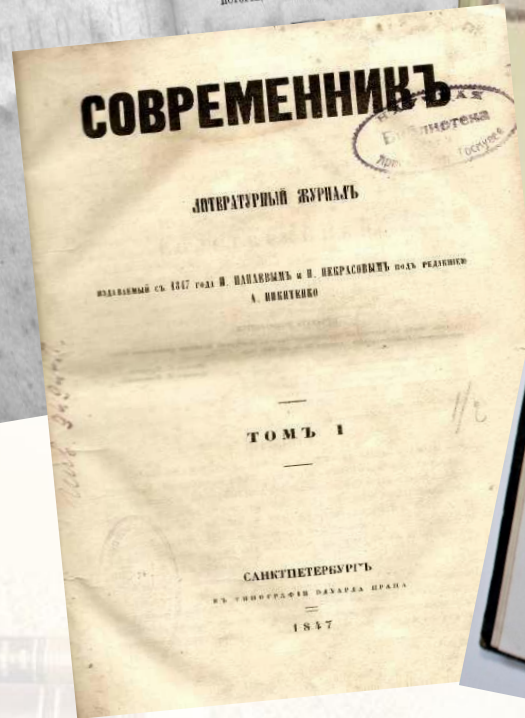 СОВРЕМЕННИКЪ
Библиотека
ЛИТЕРАТУРНЫЙ ЖУРНАЛЪ
ИЗДАВАЕМЫЙ СЪ 1847 ГОДА И. ПАНАЕВЫМЪ и Н. НЕКРАСОВЫМЪ ПОДЪ РЕДАКЦІЕЮ
А. НИКИТЕНКО
ТОМЪ I
САНКТПЕТЕРБУРГЪ
ВЪ ТИПОГРАФІИ ЭДУАРДА ПРАЦА
1847